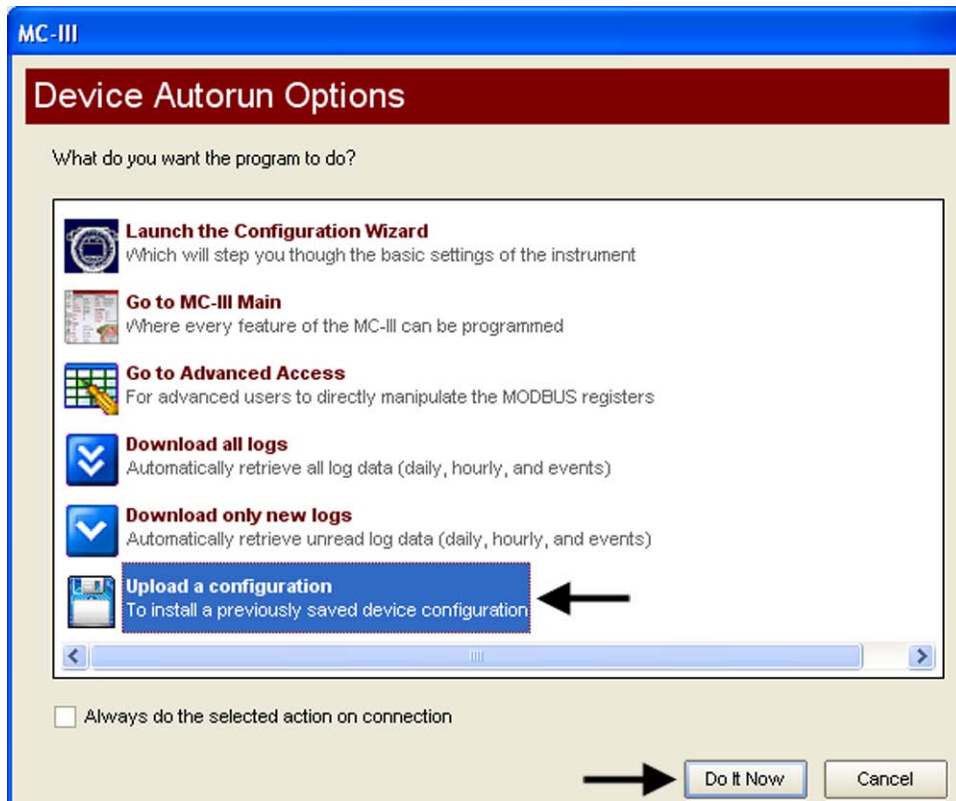 MC-III
Device Autorun Options
What do you want the program to do?
Launch the Configuration Wizard
Which will step you though the basic settings of the instrument
Go to MC-III Main
Where every feature of the MC-III can be programmed
Go to Advanced Access
For advanced users to directly manipulate the MODBUS registers
Download all logs
Automatically retrieve all log data (daily, hourly, and events)
Download only new logs
Automatically retrieve unread log data (daily, hourly, and events)
Upload a configuration
To install a previously saved device configuration
Always do the selected action on connection
Do It Now
Cancel